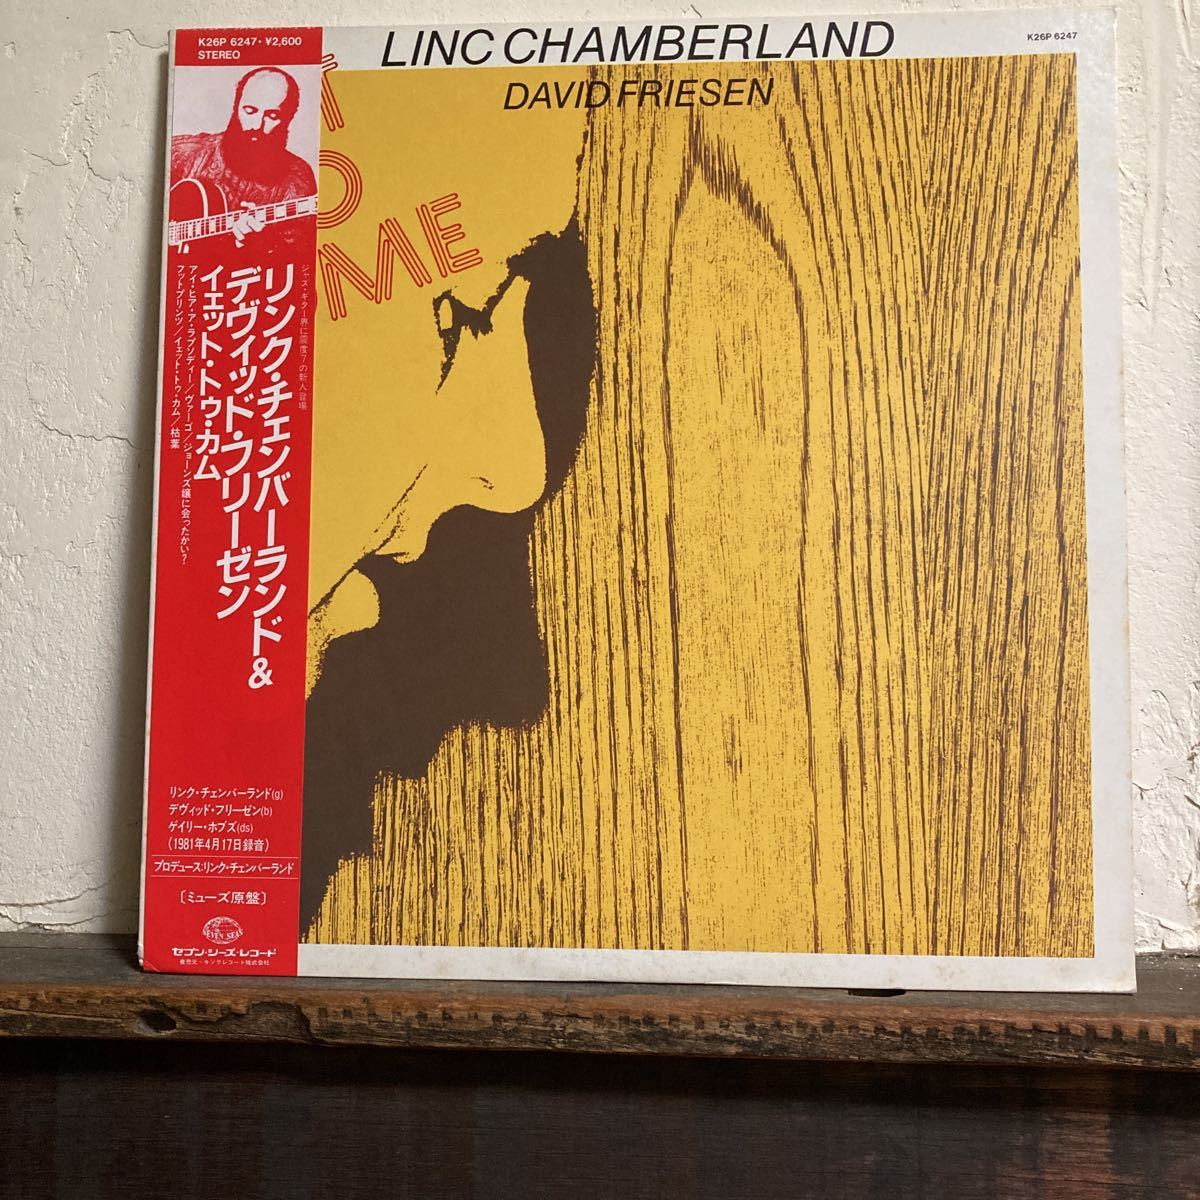 K26P 6247・¥2,600
STEREO
LINC CHAMBERLAND
K26P 6247
DAVID FRIESEN
T
O
OME
ジャズ・ギター界に震度7の新人登場
リンク・チェンバーランド&
デヴィッド・フリーゼン
イェット・トゥ・カム
アイ・ヒア・ア・ラプソディー/ヴァーゴ/ジョーンズ嬢に会ったかい?
フットプリンツ/イェット・トゥ・カム/枯葉
リンク・チェンバーランド(g)
デヴィッド・フリーゼン(b)
ゲイリー・ホブズ(ds)
(1981年4月17日録音)
プロデュース:リンク・チェンバーランド
〔ミューズ原盤〕
SEVEN SEAS
セブン・シーズ・レコード
発売元・キングレコード株式会社